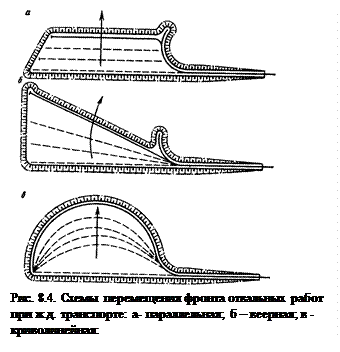 а
б
в
Рис. 8.4. Схемы перемещения фронта отвальных работ
при ж.д. транспорте: а- параллельная; б – веерная; в -
криволинейная: